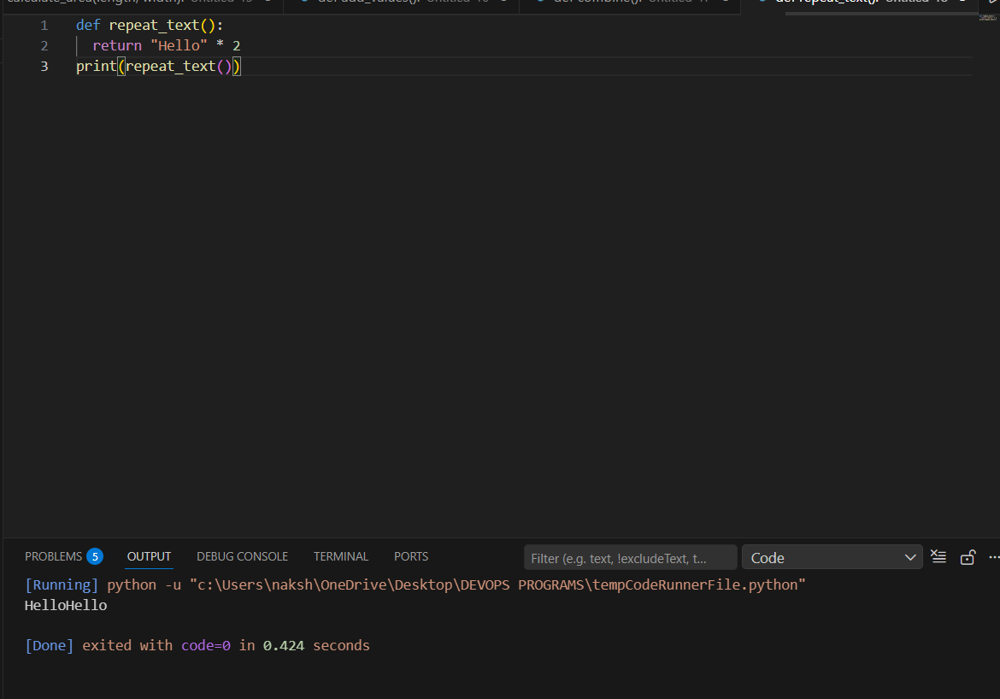 def repeat_text():
return "Hello" * 2
print(repeat_text())
1
2
3
PROBLEMS 5 OUTPUT DEBUG CONSOLE TERMINAL PORTS Filter (e.g. text, !excludeText, t... Code
[Running] python -u "c:\Users\naksh\OneDrive\Desktop\DEVOPS PROGRAMS\tempCodeRunnerFile.python"
HelloHello
[Done] exited with code=0 in 0.424 seconds